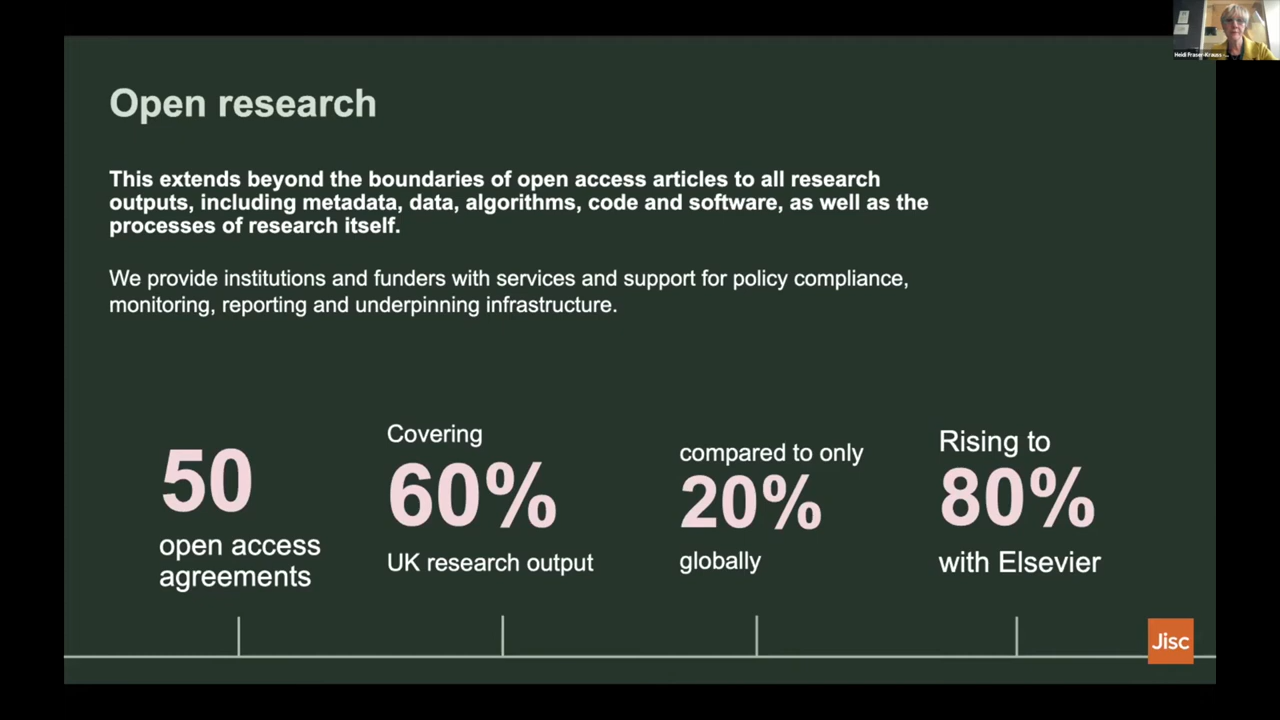 Heidi Fraser-Krauss
Open research
This extends beyond the boundaries of open access articles to all research
outputs, including metadata, data, algorithms, code and software, as well as the
processes of research itself.
We provide institutions and funders with services and support for policy compliance,
monitoring, reporting and underpinning infrastructure.
50
open access
agreements
Covering
60%
UK research output
compared to only
20%
globally
Rising to
80%
with Elsevier
Jisc